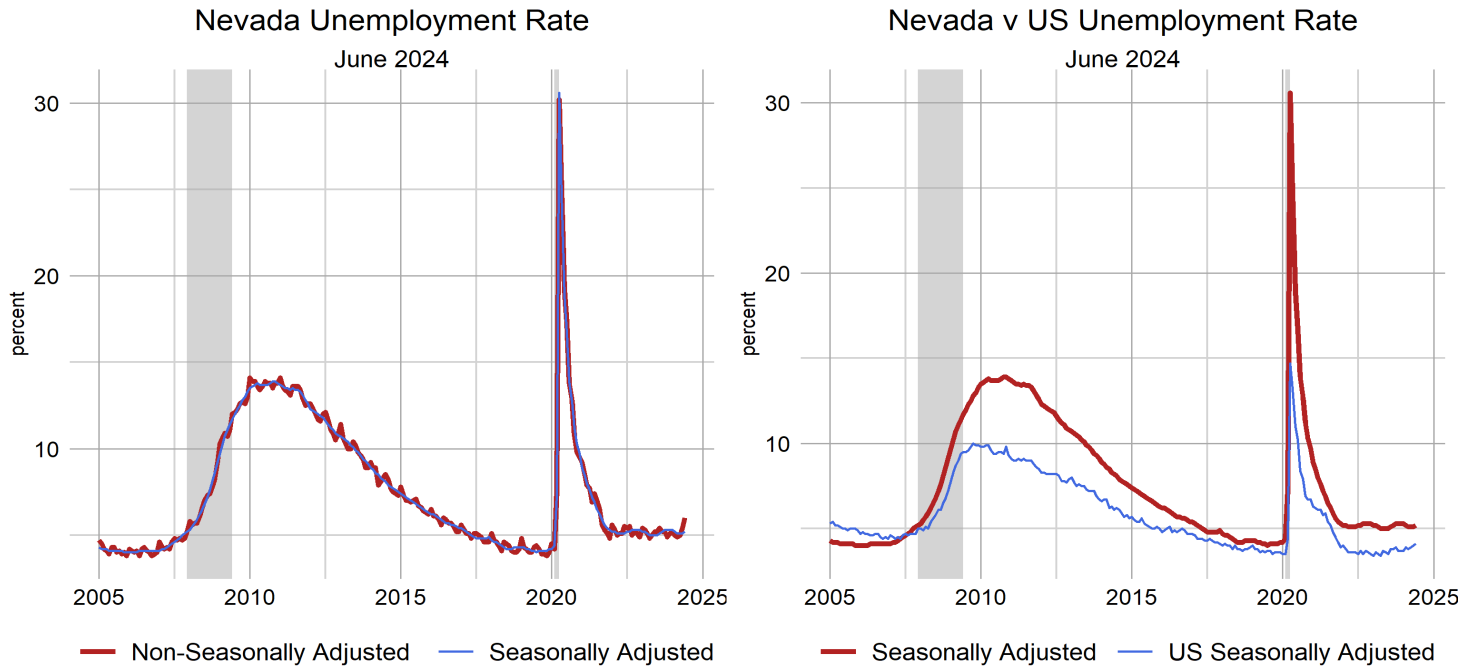 Nevada Unemployment Rate
June 2024
percent
30
20
10
2005 2010 2015 2020 2025
Non-Seasonally Adjusted Seasonally Adjusted
Nevada v US Unemployment Rate
June 2024
percent
30
20
10
2005 2010 2015 2020 2025
Seasonally Adjusted US Seasonally Adjusted